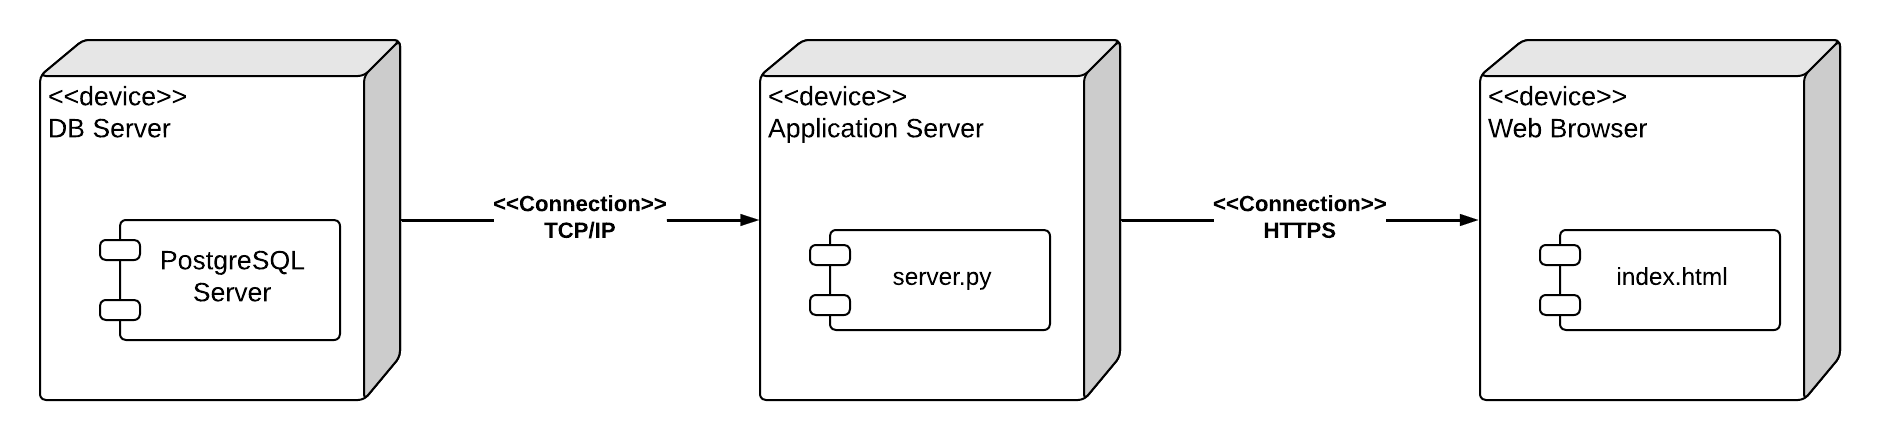 <<device>>
DB Server
PostgreSQL
Server
<<Connection>>
TCP/IP
<<device>>
Application Server
server.py
<<Connection>>
HTTPS
<<device>>
Web Browser
index.html